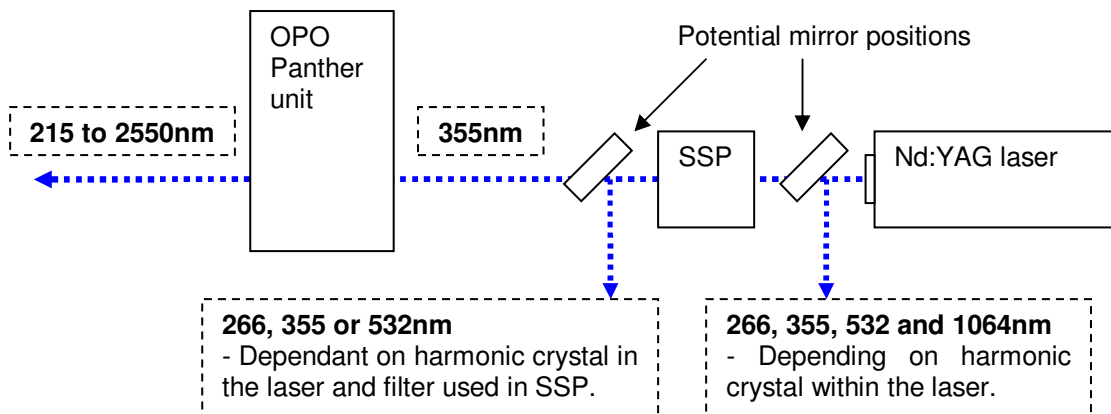 OPO
Panther
unit
Potential mirror positions
215 to 2550nm
355nm
SSP
Nd:YAG laser
266, 355 or 532nm
- Dependant on harmonic crystal in
the laser and filter used in SSP.
266, 355, 532 and 1064nm
- Depending on harmonic
crystal within the laser.